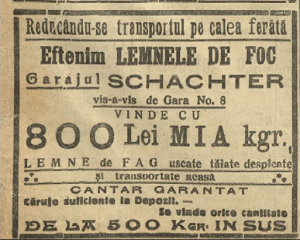 Reducându-se transportul pe calea ferată
Eftenim LEMNELE DE FOC
Garajul SCHACHTER
vis-a-vis de Gara No. 8
VINDE CU
800 Lei MIA kgr.
LEMNE de FAG uscate tăiate despicate
și transportate acasă
CANTAR GARANTAT
Cărujo suficiente la Depozit. —
Se vinde orice cantitate
DE LA 500 KGR. IN SUS